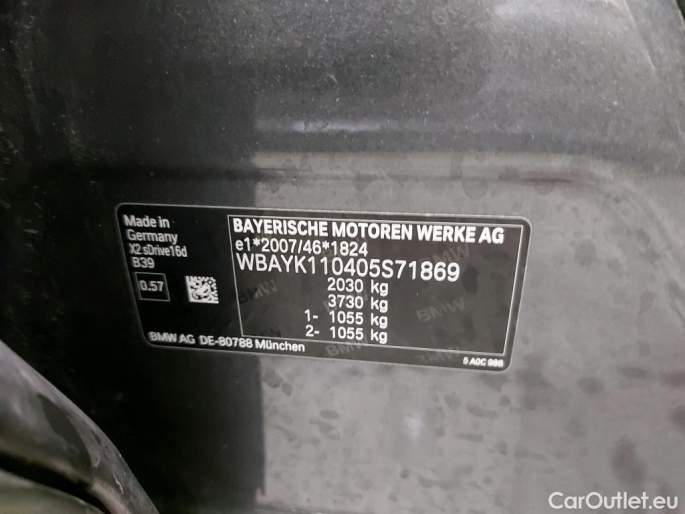 Made in
Germany
X2 sDrive16d
B39
0.57
BMW AG DE-80788 München
BAYERISCHE MOTOREN WERKE AG
e1*2007/46*1824
WBAYK110405S71869
2030 kg
3730 kg
1- 1055 kg
2- 1055 kg
5 A0C 986
CarOutlet.eu